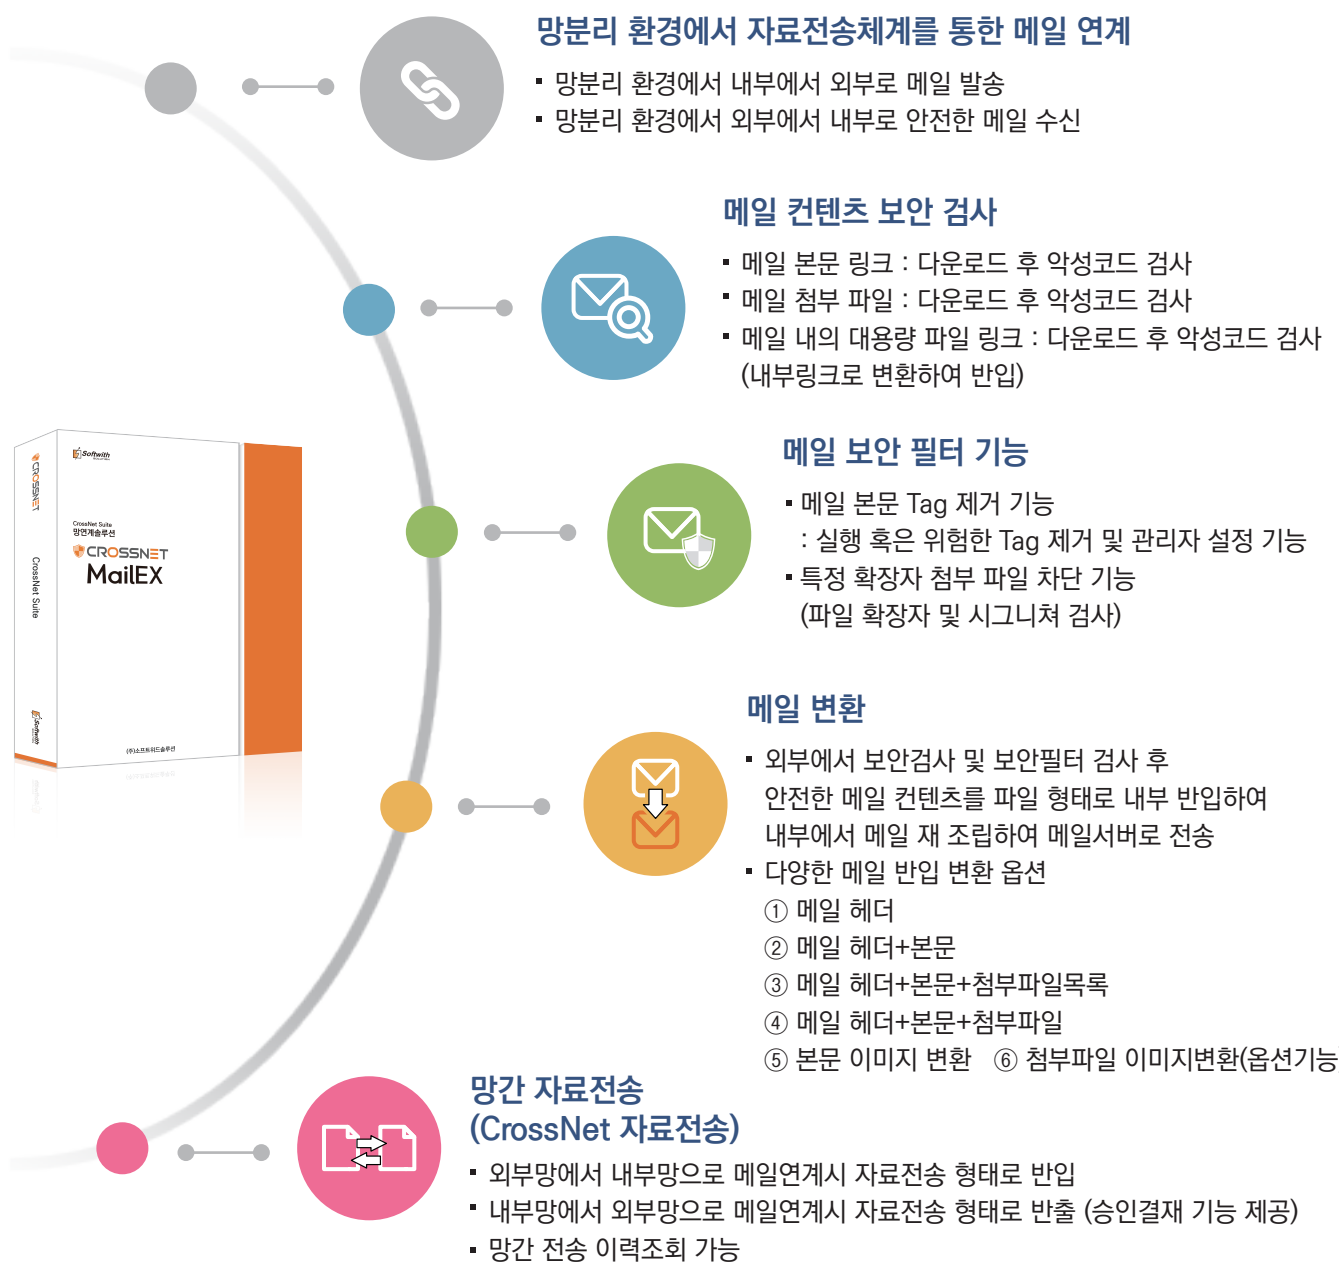 망분리 환경에서 자료전송체계를 통한 메일 연계
▪ 망분리 환경에서 내부에서 외부로 메일 발송
▪ 망분리 환경에서 외부에서 내부로 안전한 메일 수신
메일 컨텐츠 보안 검사
▪ 메일 본문 링크 : 다운로드 후 악성코드 검사
▪ 메일 첨부 파일 : 다운로드 후 악성코드 검사
▪ 메일 내의 대용량 파일 링크 : 다운로드 후 악성코드 검사
(내부링크로 변환하여 반입)
Softwith
CROSSNET
CrossNet Suite
Softwith
CrossNet Suite
망연계솔루션
CROSSNET
MailEX
(주)소프트위드솔루션
메일 보안 필터 기능
▪ 메일 본문 Tag 제거 기능
: 실행 혹은 위험한 Tag 제거 및 관리자 설정 기능
▪ 특정 확장자 첨부 파일 차단 기능
(파일 확장자 및 시그니쳐 검사)
메일 변환
▪ 외부에서 보안검사 및 보안필터 검사 후
안전한 메일 컨텐츠를 파일 형태로 내부 반입하여
내부에서 메일 재 조립하여 메일서버로 전송
▪ 다양한 메일 반입 변환 옵션
① 메일 헤더
② 메일 헤더+본문
③ 메일 헤더+본문+첨부파일목록
④ 메일 헤더+본문+첨부파일
⑤ 본문 이미지 변환 ⑥ 첨부파일 이미지변환(옵션기능
망간 자료전송
(CrossNet 자료전송)
▪ 외부망에서 내부망으로 메일연계시 자료전송 형태로 반입
▪ 내부망에서 외부망으로 메일연계시 자료전송 형태로 반출 (승인결재 기능 제공)
▪ 망간 전송 이력조회 가능